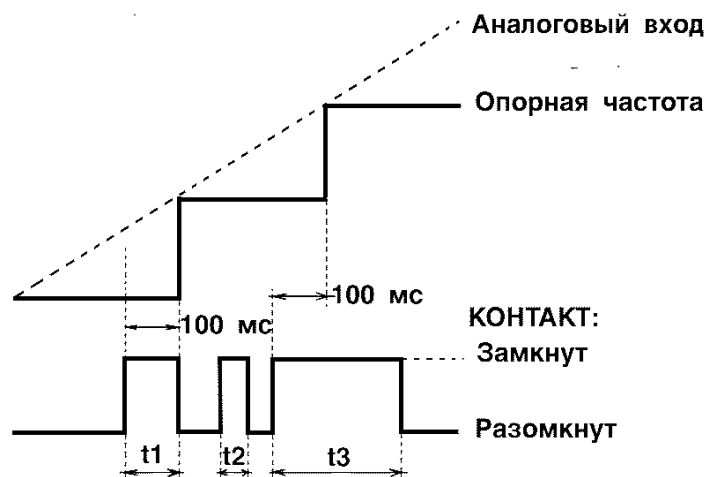 Аналоговый вход
Опорная частота
100 мс
100 мс
КОНТАКТ:
Замкнут
Разомкнут
t1
t2
t3